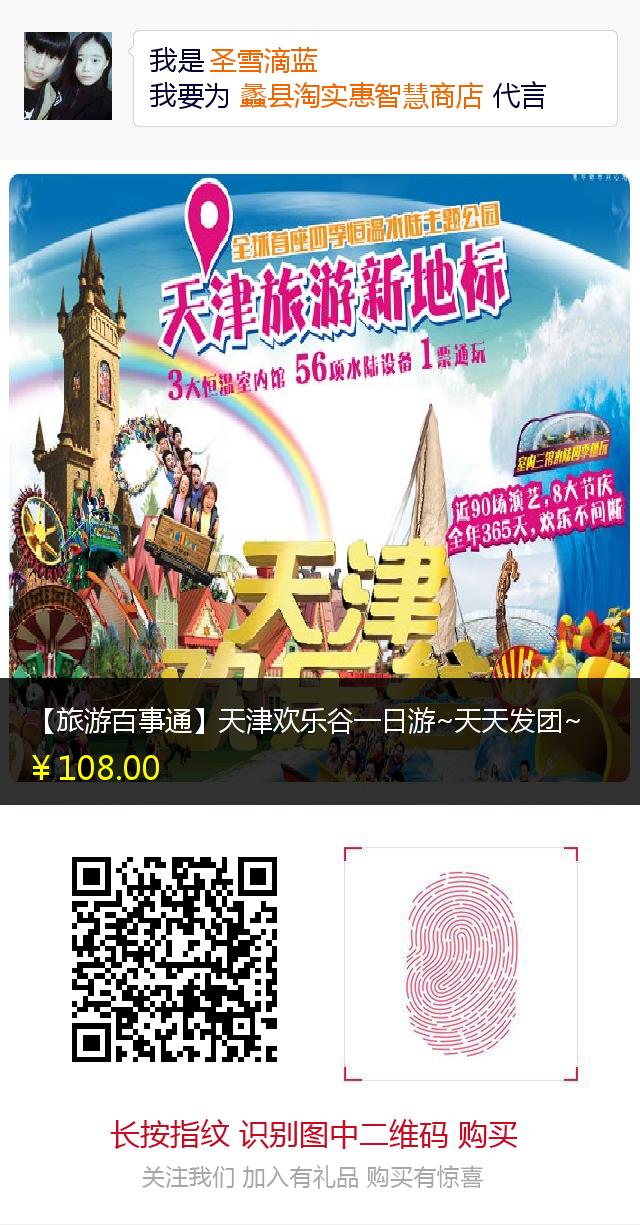 我是 圣雪滴蓝
我要为 蠡县淘实惠智慧商店 代言
全球首座四季恒温水陆主题公园
天津旅游新地标
3大恒温室内馆 56项水陆设备 1票通玩
室内三馆水陆四季通玩
近90场演艺,8大节庆
全年365天,欢乐不间断
天津
欢乐谷
【旅游百事通】天津欢乐谷一日游~天天发团~
￥108.00
长按指纹 识别图中二维码 购买
关注我们 加入有礼品 购买有惊喜